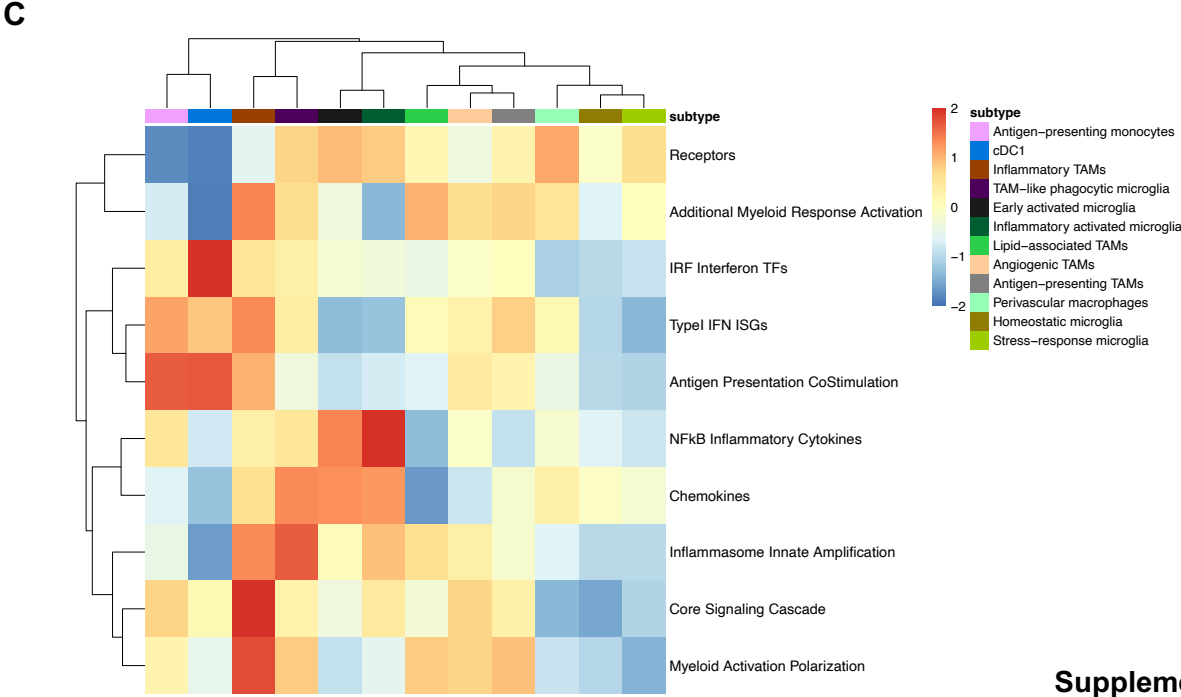 C
subtype
Receptors
Additional Myeloid Response Activation
IRF Interferon TFs
TypeI IFN ISGs
Antigen Presentation CoStimulation
NFkB Inflammatory Cytokines
Chemokines
Inflammasome Innate Amplification
Core Signaling Cascade
Myeloid Activation Polarization
2
1
0
−1
−2
subtype
Antigen−presenting monocytes
cDC1
Inflammatory TAMs
TAM−like phagocytic microglia
Early activated microglia
Inflammatory activated microglia
Lipid−associated TAMs
Angiogenic TAMs
Antigen−presenting TAMs
Perivascular macrophages
Homeostatic microglia
Stress−response microglia